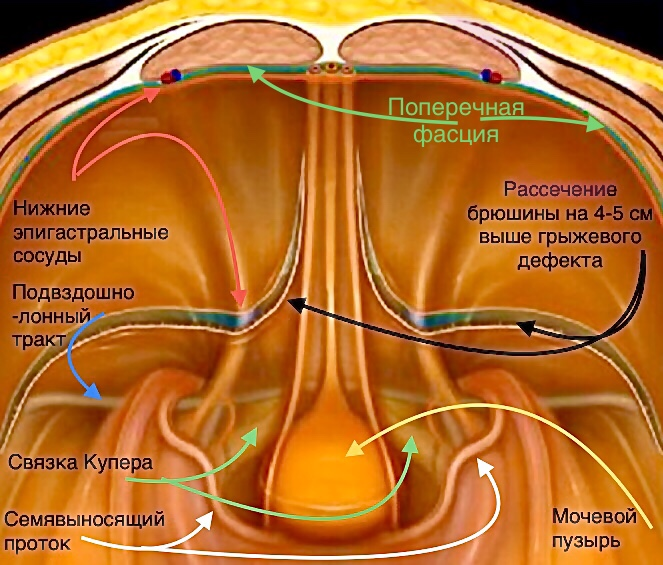 Поперечная
фасция
Рассечение
брюшины на 4-5 см
выше грыжевого
дефекта
Нижние
эпигастральные
сосуды
Подвздошно
-лонный
тракт
Связка Купера
Семявыносящий
проток
Мочевой
пузырь